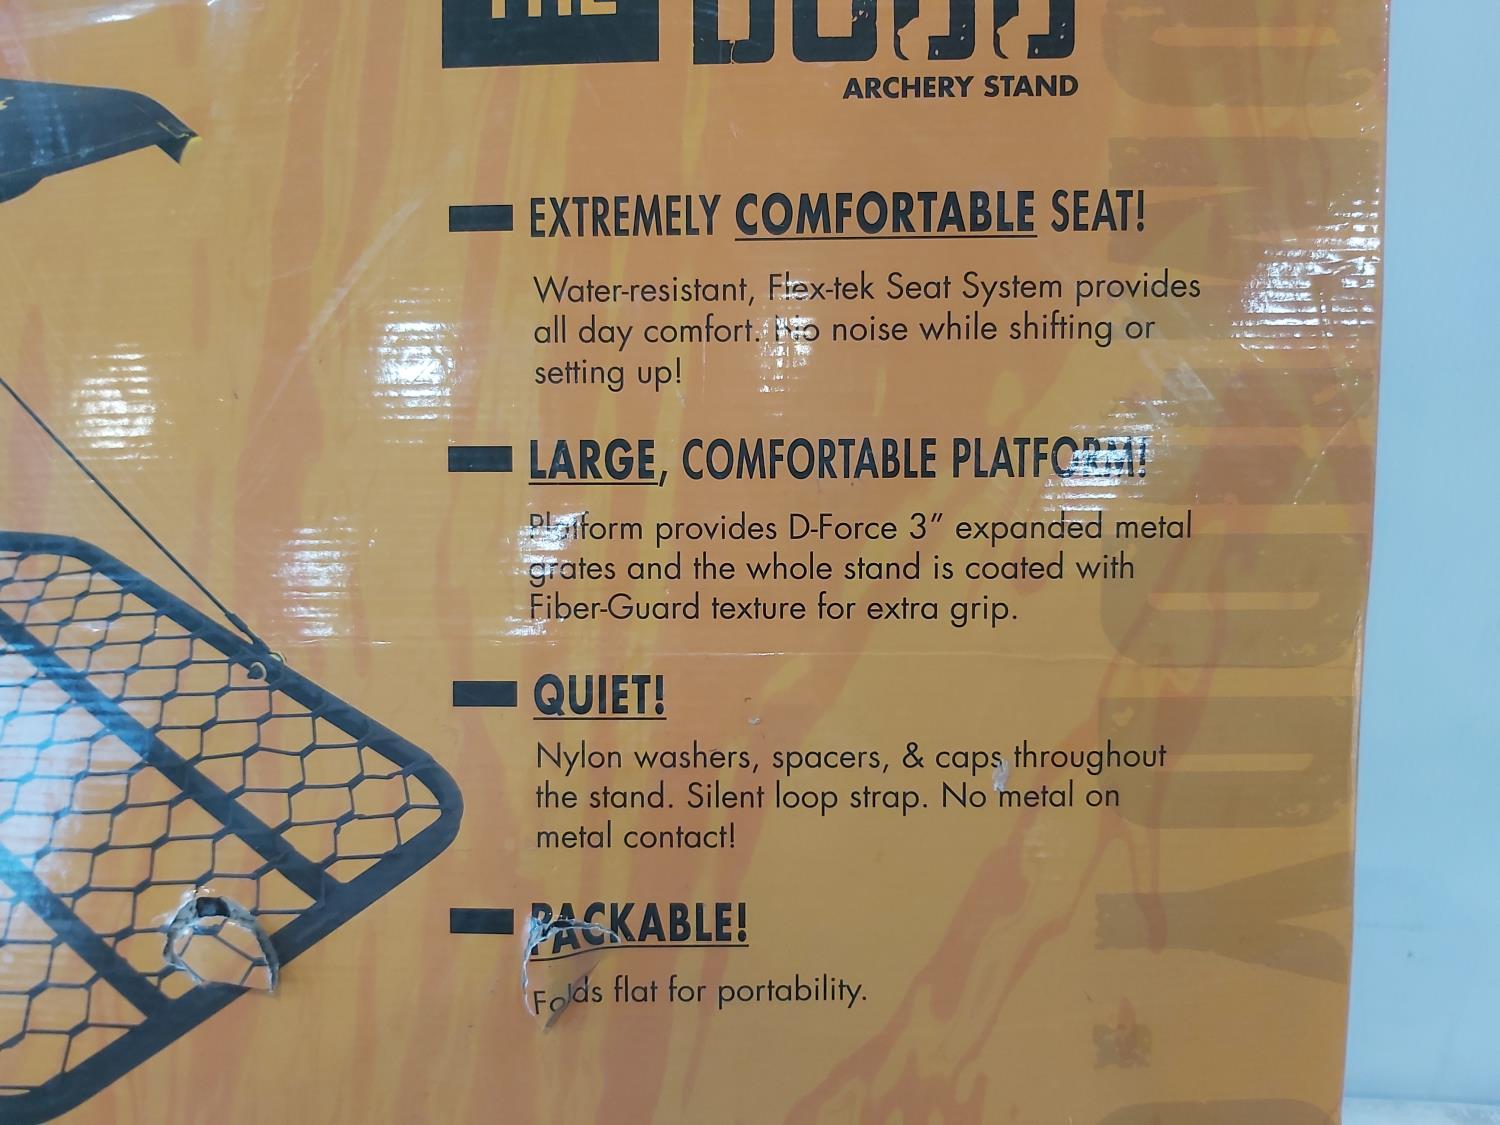 THE
ARCHERY STAND
EXTREMELY COMFORTABLE SEAT!
Water-resistant, Flex-tek Seat System provides
all day comfort. No noise while shifting or
setting up!
LARGE, COMFORTABLE PLATFORM!
Platform provides D-Force 3” expanded metal
grates and the whole stand is coated with
Fiber-Guard texture for extra grip.
QUIET!
Nylon washers, spacers, & caps throughout
the stand. Silent loop strap. No metal on
metal contact!
PACKABLE!
Folds flat for portability.